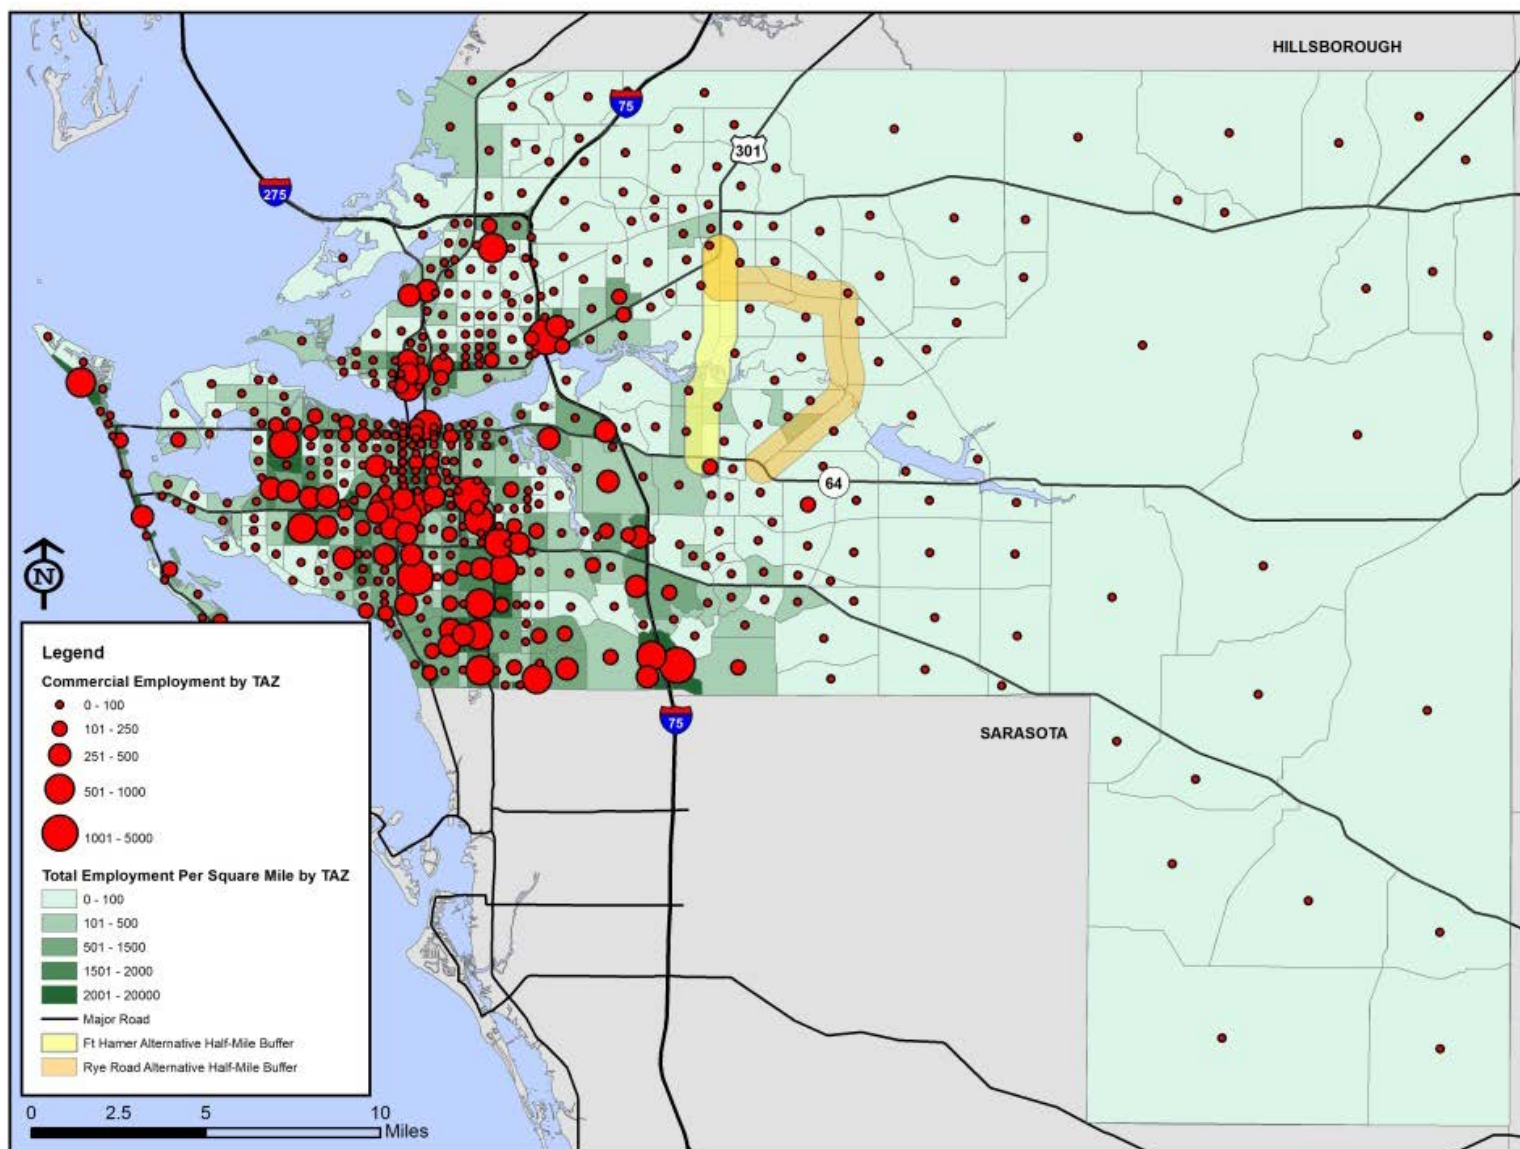 HILLSBOROUGH
75
301
275
64
N
SARASOTA
75
Legend
Commercial Employment by TAZ
0 - 100
101 - 250
251 - 500
501 - 1000
1001 - 5000
Total Employment Per Square Mile by TAZ
0 - 100
101 - 500
501 - 1500
1501 - 2000
2001 - 20000
Major Road
Ft Hamer Alternative Half-Mile Buffer
Rye Road Alternative Half-Mile Buffer
0 2.5 5 10
Miles